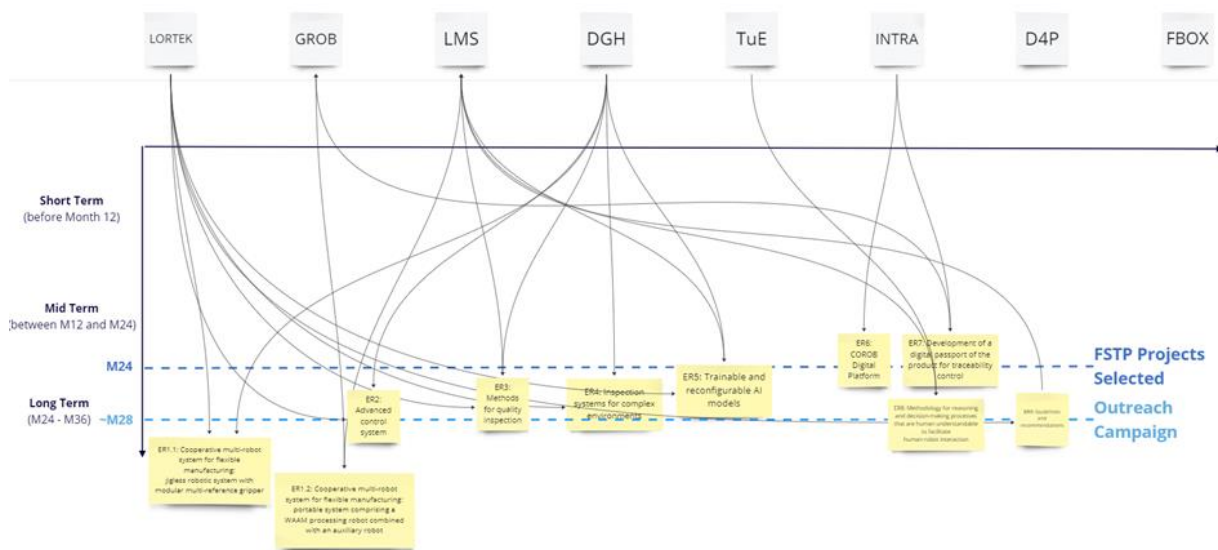 LORTEK
GROB
LMS
DGH
TuE
INTRA
D4P
FBOX
Short Term
(before Month 12)
Mid Term
(between M12 and M24)
M24
FSTP Projects
Selected
Long Term
(M24 - M36)
~M28
Outreach
Campaign
ER1.1: Cooperative multi-robot
system for flexible
manufacturing:
jigless robotic system with
modular multi-reference gripper
ER1.2: Cooperative multi-robot
system for flexible manufacturing:
portable system comprising a
WAAM processing robot combined
with an auxiliary robot
ER2:
Advanced
control
system
ER3:
Methods
for quality
inspection
ER4: Inspection
systems for complex
environments
ER5: Trainable and
reconfigurable AI
models
ER6:
COROB
Digital
Platform
ER7: Development of a
digital passport of the
product for traceability
control
ER8: Methodology for reasoning
and decision-making processes
that are human understandable
to facilitate
human robot interaction
guidelines
and
recommendations